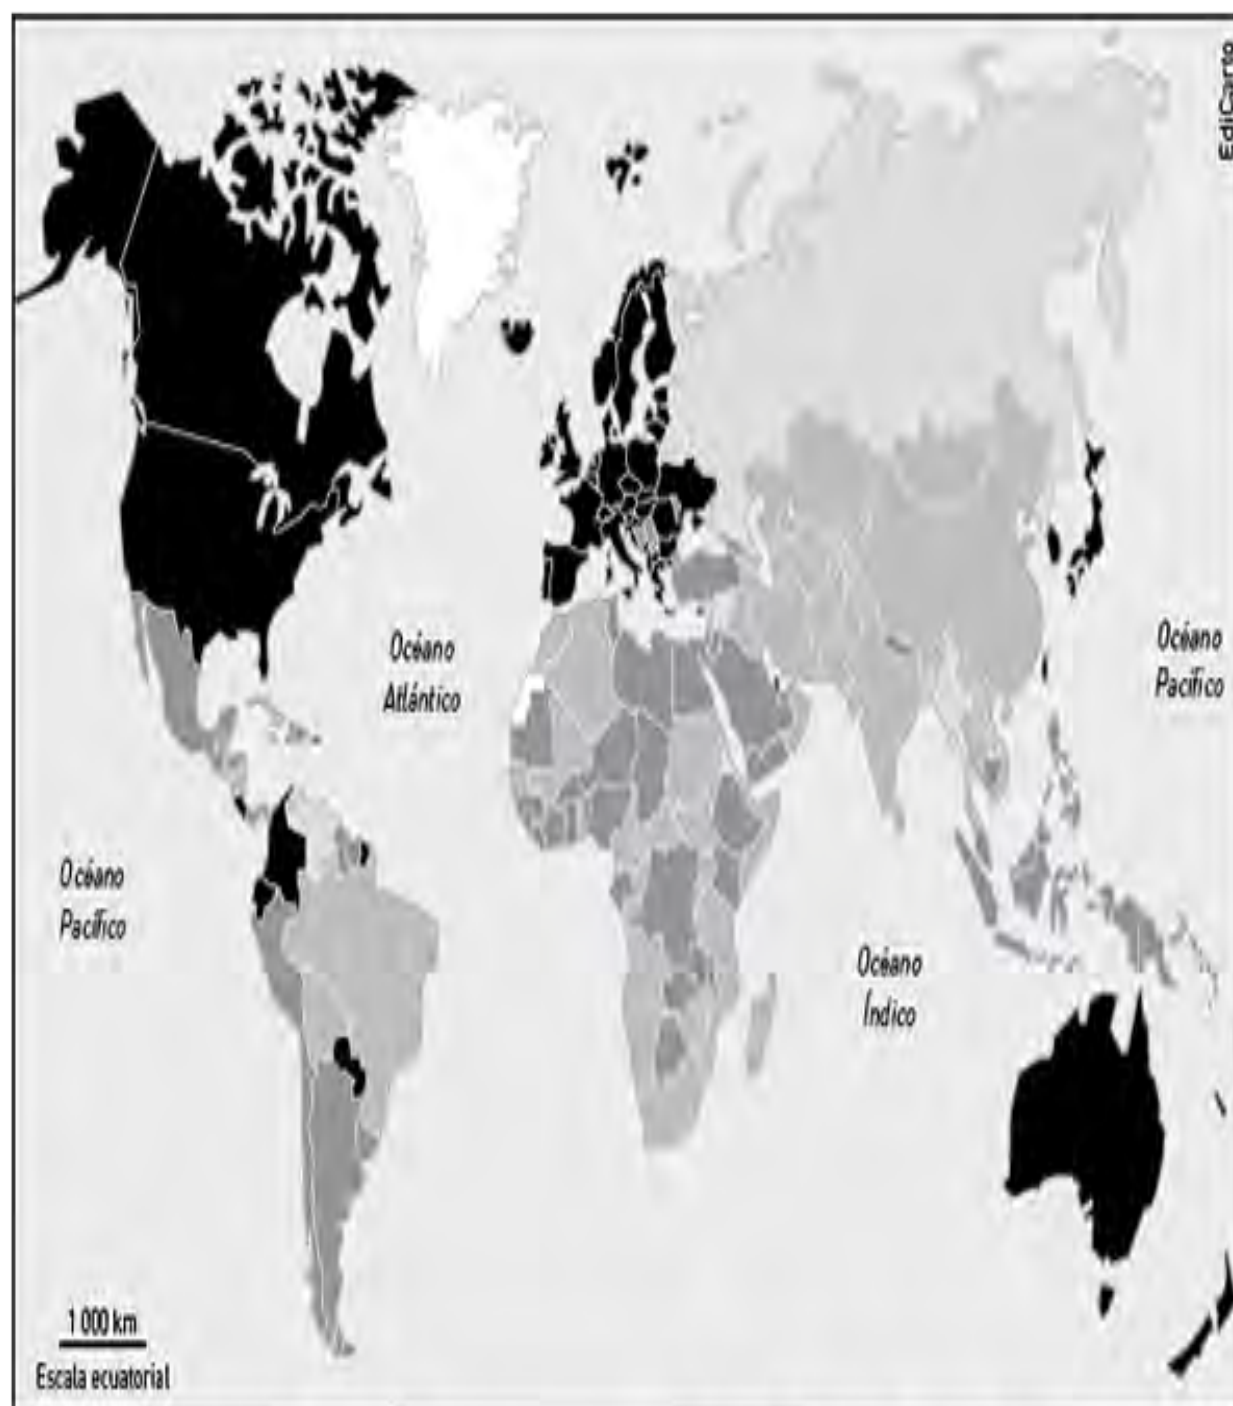 EdiCarto
Océano
Atlántico
Océano
Pacífico
Océano
Pacífico
Océano
Índico
1 000 km
Escala ecuatorial